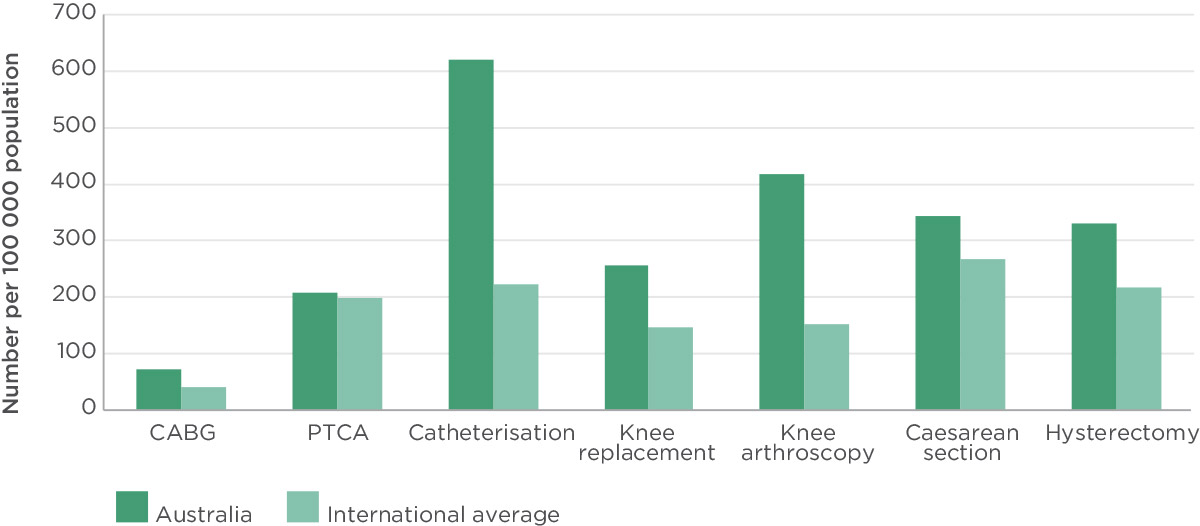 Number per 100 000 population
700
600
500
400
300
200
100
0
CABG
PTCA
Catheterisation
Knee
replacement
Knee
arthroscopy
Caesarean
section
Hysterectomy
Australia
International average